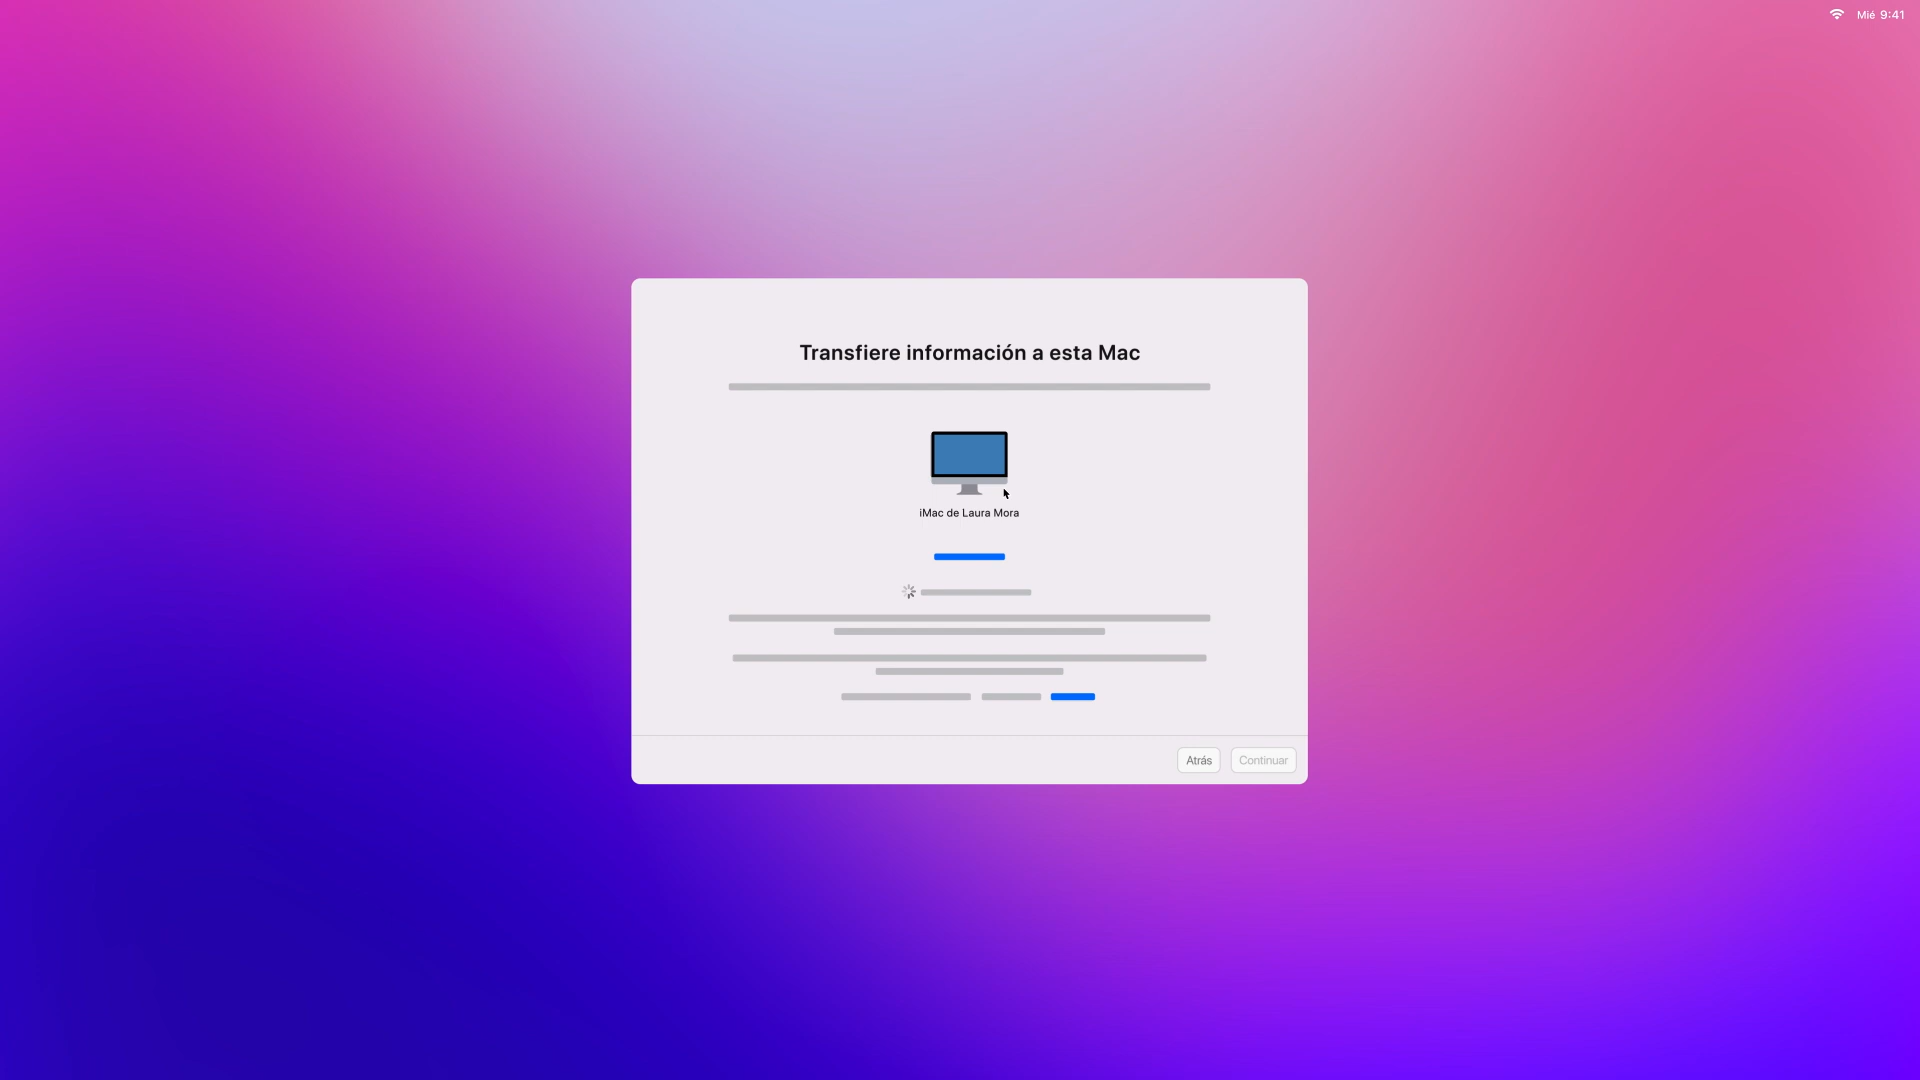 Mié 9:41
Transfiere información a esta Mac
iMac de Laura Mora
Atrás Continuar